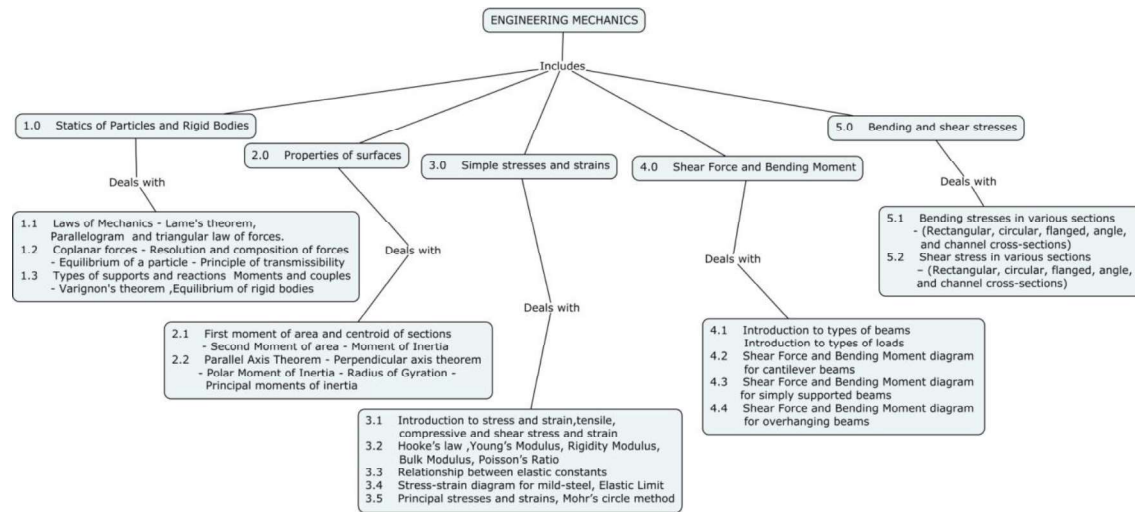 ENGINEERING MECHANICS
Includes
1.0 Statics of Particles and Rigid Bodies
2.0 Properties of surfaces
3.0 Simple stresses and strains
4.0 Shear Force and Bending Moment
5.0 Bending and shear stresses
Deals with
1.1 Laws of Mechanics - Lame's theorem,
Parallelogram and triangular law of forces.
1.2 Coplanar forces - Resolution and composition of forces
- Equilibrium of a particle - Principle of transmissibility
1.3 Types of supports and reactions Moments and couples
- Varignon's theorem ,Equilibrium of rigid bodies
Deals with
2.1 First moment of area and centroid of sections
- Second Moment of area - Moment of Inertia
2.2 Parallel Axis Theorem - Perpendicular axis theorem
- Polar Moment of Inertia - Radius of Gyration -
Principal moments of inertia
Deals with
3.1 Introduction to stress and strain,tensile,
compressive and shear stress and strain
3.2 Hooke's law ,Young's Modulus, Rigidity Modulus,
Bulk Modulus, Poisson's Ratio
3.3 Relationship between elastic constants
3.4 Stress-strain diagram for mild-steel, Elastic Limit
3.5 Principal stresses and strains, Mohr's circle method
Deals with
4.1 Introduction to types of beams
Introduction to types of loads
4.2 Shear Force and Bending Moment diagram
for cantilever beams
4.3 Shear Force and Bending Moment diagram
for simply supported beams
4.4 Shear Force and Bending Moment diagram
for overhanging beams
Deals with
5.1 Bending stresses in various sections
- (Rectangular, circular, flanged, angle,
and channel cross-sections)
5.2 Shear stress in various sections
– (Rectangular, circular, flanged, angle,
and channel cross-sections)